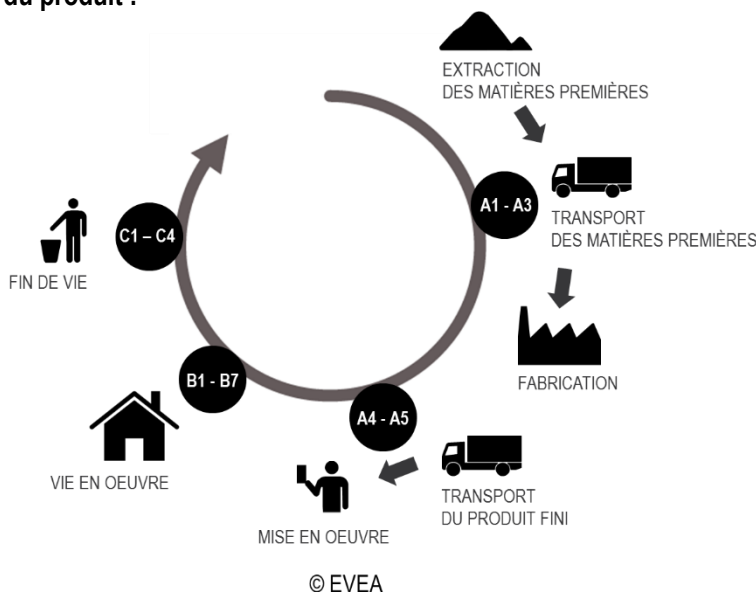 du produit :
EXTRACTION
DES MATIÈRES PREMIÈRES
A1 - A3
TRANSPORT
DES MATIÈRES PREMIÈRES
FABRICATION
A4 - A5
TRANSPORT
DU PRODUIT FINI
MISE EN OEUVRE
B1 - B7
VIE EN OEUVRE
C1 – C4
FIN DE VIE
© EVEA